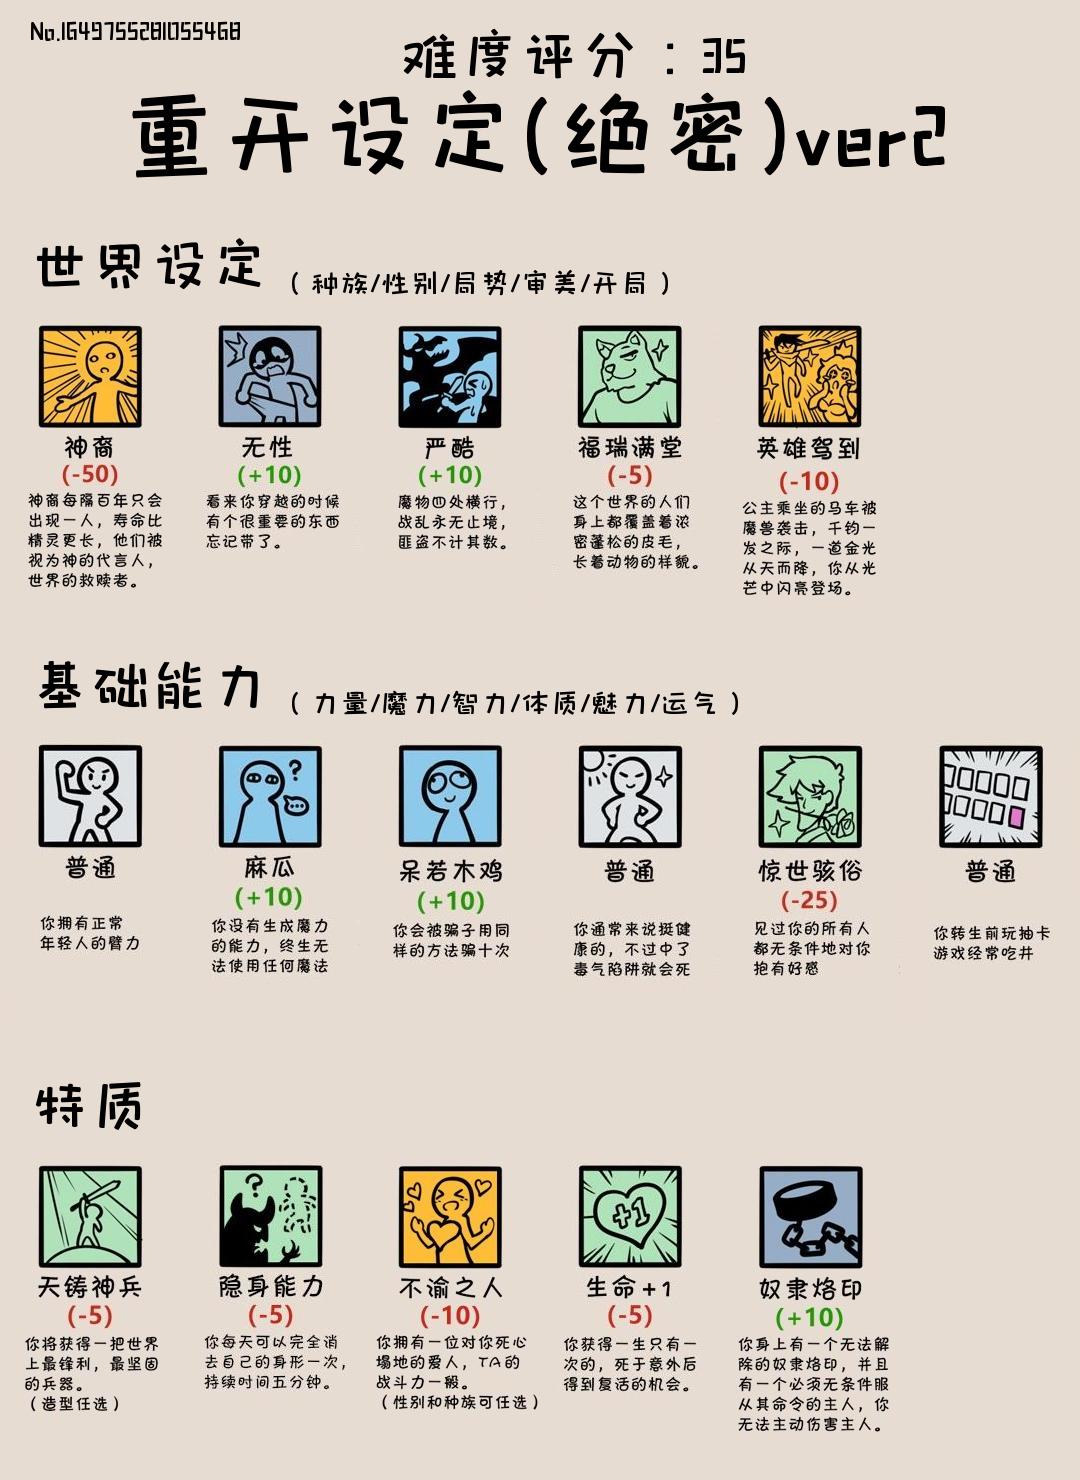 No.1649755281055468
难度评分：35
重开设定(绝密)ver2
世界设定（种族/性别/局势/审美/开局）
神裔
(-50)
神裔每隔百年只会
出现一人，寿命比
精灵更长，他们被
视为神的代言人，
世界的救赎者。
无性
(+10)
看来你穿越的时候
有个很重要的东西
忘记带了。
严酷
(+10)
魔物四处横行，
战乱永无止境，
匪盗不计其数。
福瑞满堂
(-5)
这个世界的人们
身上都覆盖着浓
密蓬松的皮毛，
长着动物的样貌。
英雄驾到
(-10)
公主乘坐的马车被
魔兽袭击，千钧一
发之际，一道金光
从天而降，你从光
芒中闪亮登场。
基础能力（力量/魔力/智力/体质/魅力/运气）
普通
你拥有正常
年轻人的臂力
?
麻瓜
(+10)
你没有生成魔力
的能力，终生无
法使用任何魔法
呆若木鸡
(+10)
你会被骗子用同
样的方法骗十次
普通
你通常来说挺健
康的，不过中了
毒气陷阱就会死
惊世骇俗
(-25)
见过你的所有人
都无条件地对你
抱有好感
普通
你转生前玩抽卡
游戏经常吃井
特质
天铸神兵
(-5)
你将获得一把世界
上最锋利，最坚固
的兵器。
（造型任选）
?
隐身能力
(-5)
你每天可以完全消
去自己的身形一次，
持续时间五分钟。
不渝之人
(-10)
你拥有一位对你死心
塌地的爱人，TA的
战斗力一般。
（性别和种族可任选）
+1
生命+1
(-5)
你获得一生只有一
次的，死于意外后
得到复活的机会。
奴隶烙印
(+10)
你身上有一个无法解
除的奴隶烙印，并且
有一个必须无条件服
从其命令的主人，你
无法主动伤害主人。